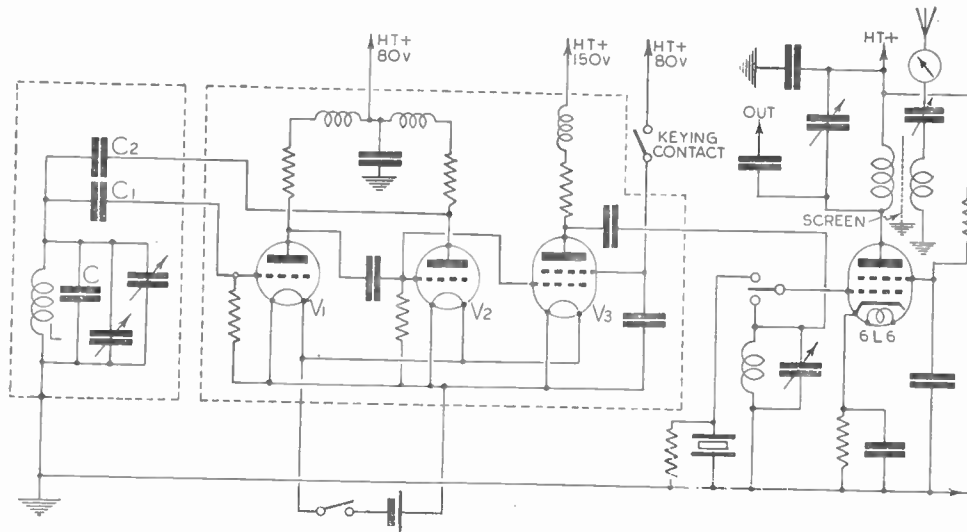 HT+
80v
HT+
150v
HT+
80v
KEYING
CONTACT
HT+
OUT
SCREEN
C2
C1
C
V1
V2
V3
6L6